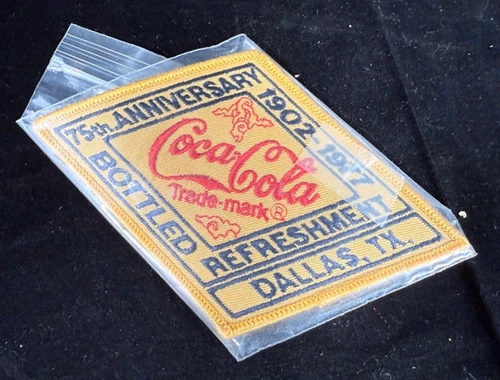 75th ANNIVERSARY
1902-1977
BOTTLED
Coca-Cola
Trade-mark ®
REFRESHMENT
DALLAS, TX.